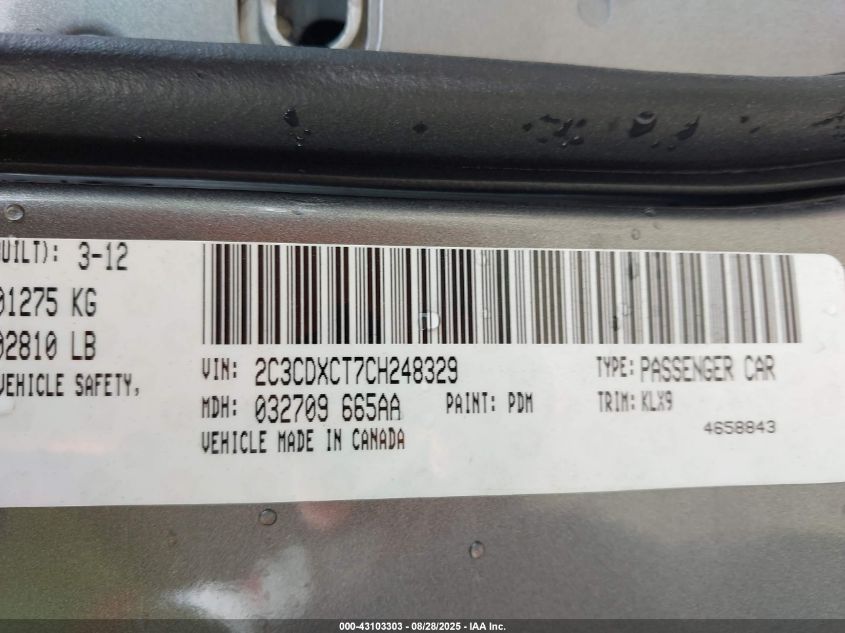 BUILT): 3-12
01275 KG
02810 LB
VEHICLE SAFETY,
VIN: 2C3CDXCT7CH248329
TYPE: PASSENGER CAR
MDH: 032709 665AA
PAINT: PDM
TRIM: KLX9
VEHICLE MADE IN CANADA
4658843
000-43103303 - 08/28/2025 - IAA Inc.